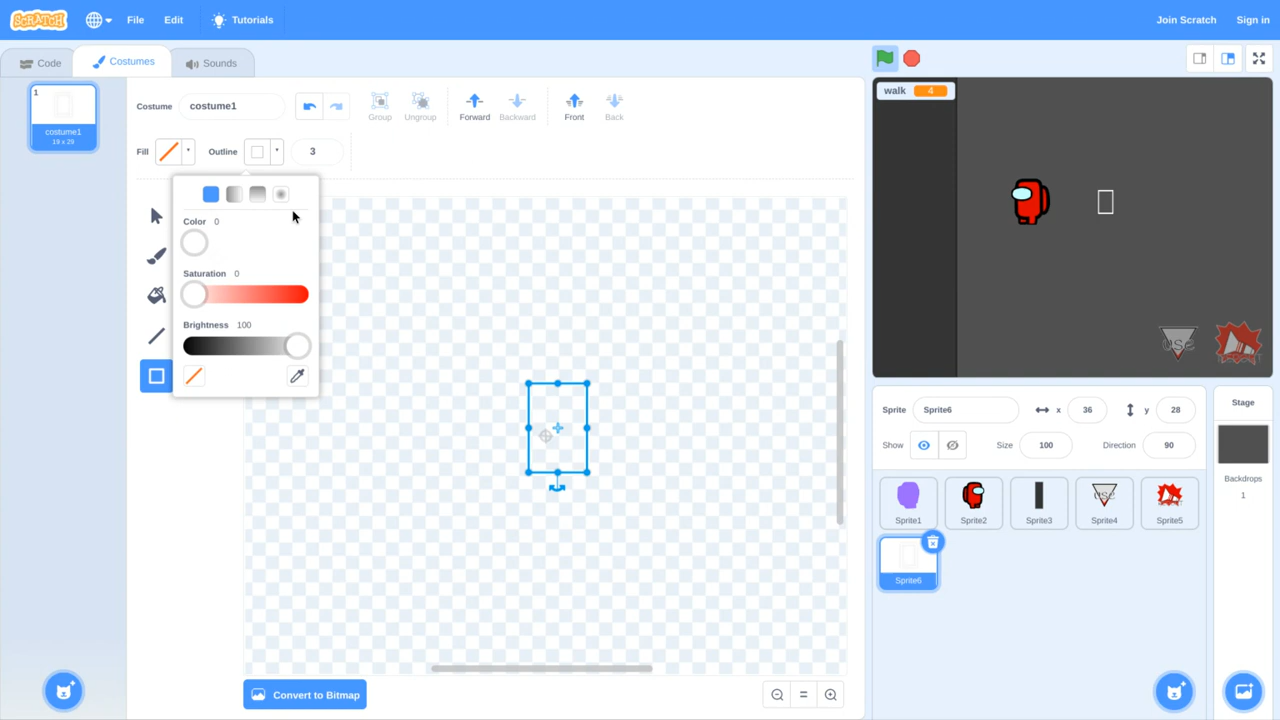 SCRATCH File Edit Tutorials Join Scratch Sign in
Code Costumes Sounds
1
costume1
19 x 29
Costume costume1 Group Ungroup Forward Backward Front Back
Fill Outline 3
Color 0
Saturation 0
Brightness 100
Convert to Bitmap
walk 4
USE
Sprite Sprite6 x 36 y 28
Show Size 100 Direction 90
Stage
Backdrops
1
Sprite1 Sprite2 Sprite3 Sprite4 Sprite5
Sprite6